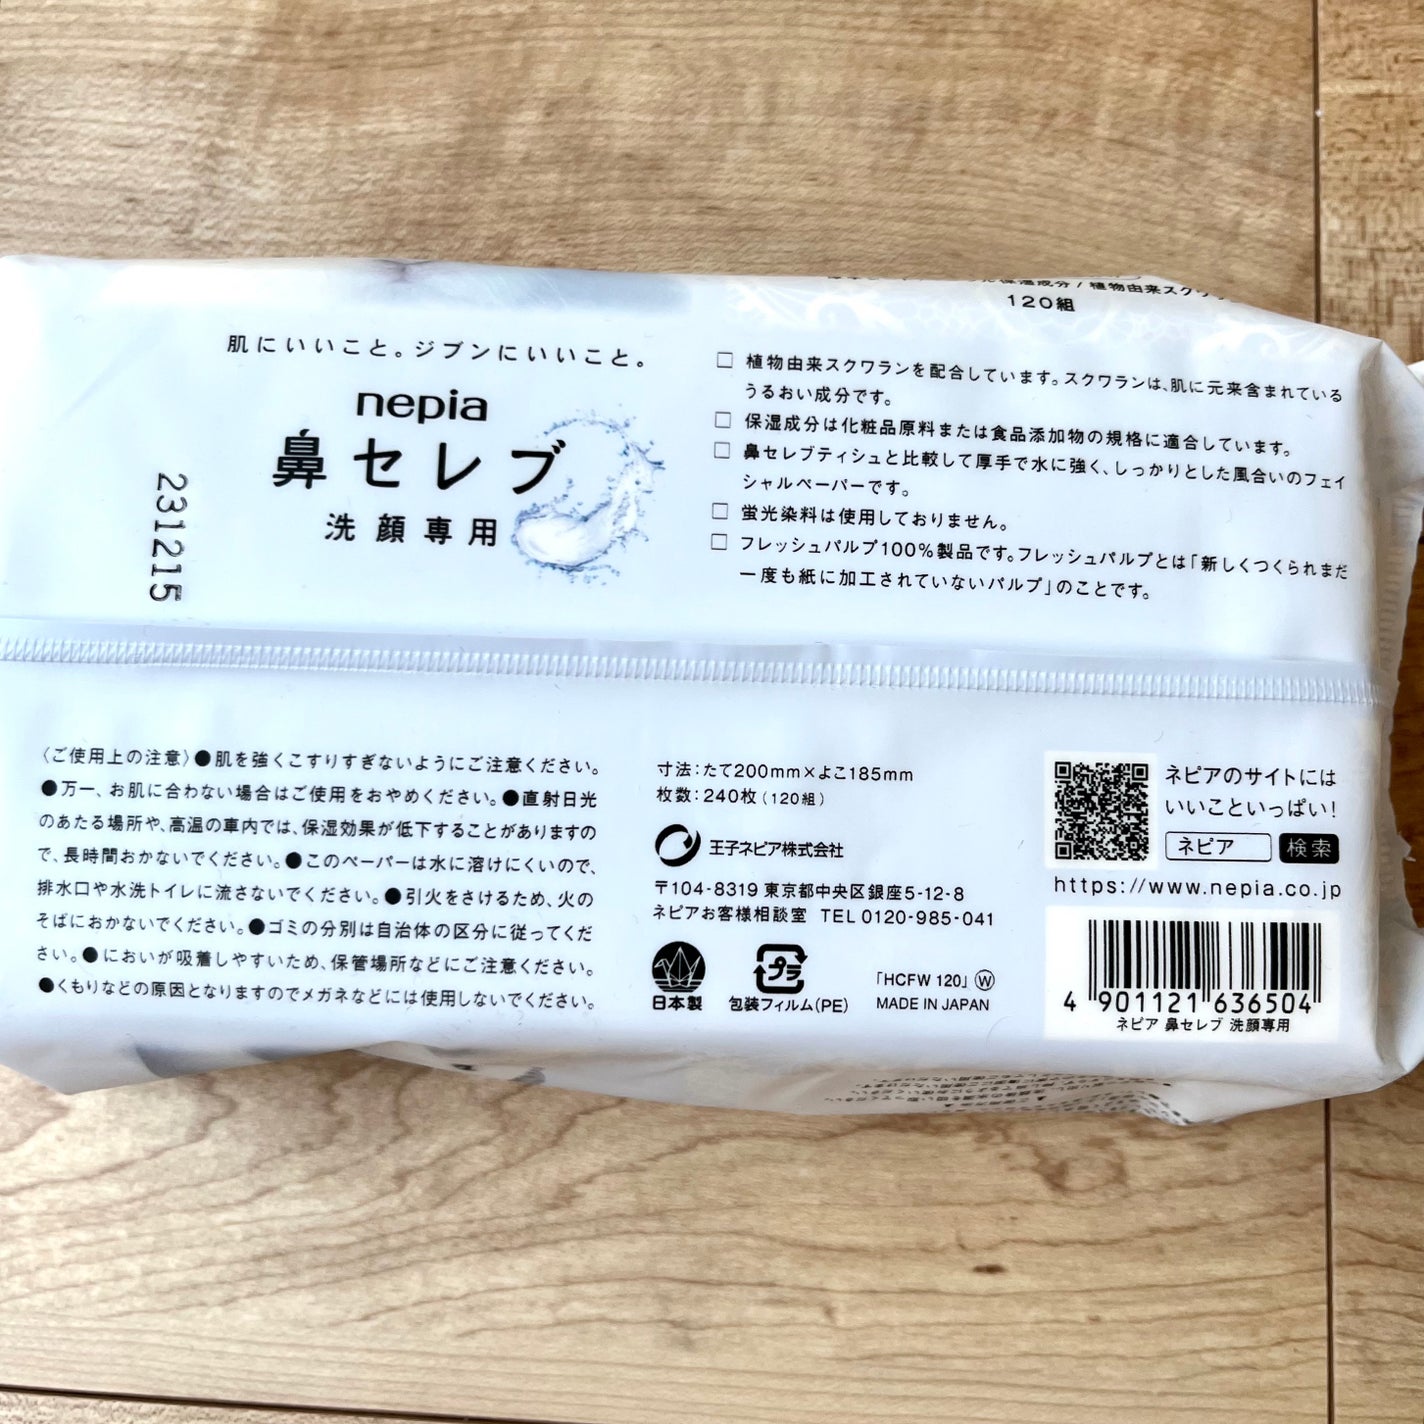 120組
肌にいいこと。ジブンにいいこと。
nepia
鼻セレブ
洗顔専用
231215
□ 植物由来スクワランを配合しています。スクワランは、肌に元来含まれている
うるおい成分です。
□ 保湿成分は化粧品原料または食品添加物の規格に適合しています。
□ 鼻セレブティシュと比較して厚手で水に強く、しっかりとした風合いのフェイ
シャルペーパーです。
□ 蛍光染料は使用しておりません。
□ フレッシュパルプ100%製品です。フレッシュパルプとは「新しくつくられまだ
一度も紙に加工されていないパルプ」のことです。
〈ご使用上の注意〉●肌を強くこすりすぎないようにご注意ください。
●万一、お肌に合わない場合はご使用をおやめください。●直射日光
のあたる場所や、高温の車内では、保湿効果が低下することがありますの
で、長時間おかないでください。●このペーパーは水に溶けにくいので、
排水口や水洗トイレに流さないでください。●引火をさけるため、火の
そばにおかないでください。●ゴミの分別は自治体の区分に従ってくだ
さい。●においが吸着しやすいため、保管場所などにご注意ください。
●くもりなどの原因となりますのでメガネなどには使用しないでください。
寸法:たて200mm×よこ185mm
枚数:240枚(120組)
王子ネピア株式会社
〒104-8319 東京都中央区銀座5-12-8
ネピアお客様相談室 TEL 0120-985-041
日本製
プラ
包装フィルム(PE)
「HCFW 120」Ⓦ
MADE IN JAPAN
ネピアのサイトには
いいこといっぱい!
ネピア 検索
https://www.nepia.co.jp
4 901121 636504
ネピア 鼻セレブ 洗顔専用